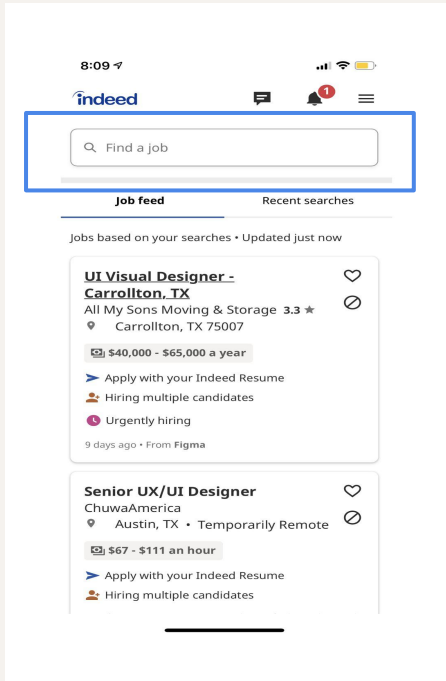 8:09
indeed
1
Find a job
Job feed
Recent searches
Jobs based on your searches • Updated just now
UI Visual Designer -
Carrollton, TX
All My Sons Moving & Storage 3.3 ★
Carrollton, TX 75007
$40,000 - $65,000 a year
Apply with your Indeed Resume
Hiring multiple candidates
Urgently hiring
9 days ago • From Figma
Senior UX/UI Designer
ChuwaAmerica
Austin, TX • Temporarily Remote
$67 - $111 an hour
Apply with your Indeed Resume
Hiring multiple candidates